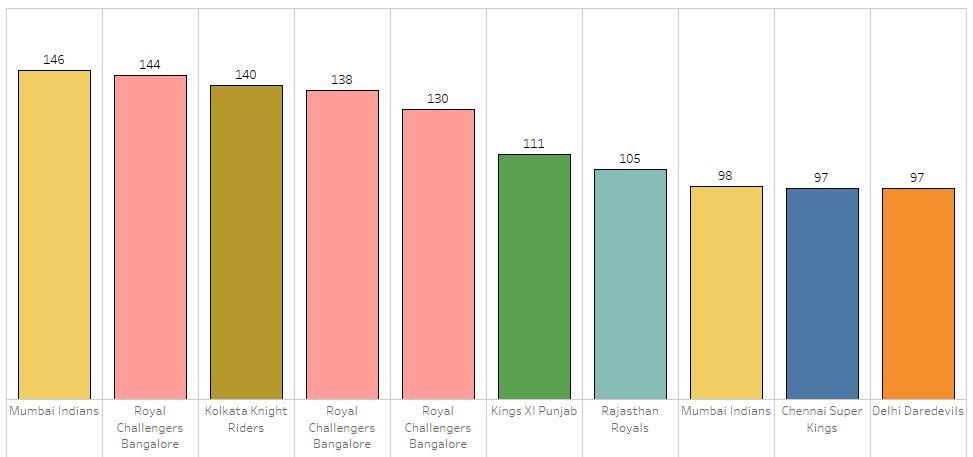 146
144
140
138
130
111
105
98
97
97
Mumbai Indians
Royal
Challengers
Bangalore
Kolkata Knight
Riders
Royal
Challengers
Bangalore
Royal
Challengers
Bangalore
Kings XI Punjab
Rajasthan
Royals
Mumbai Indians
Chennai Super
Kings
Delhi Daredevils